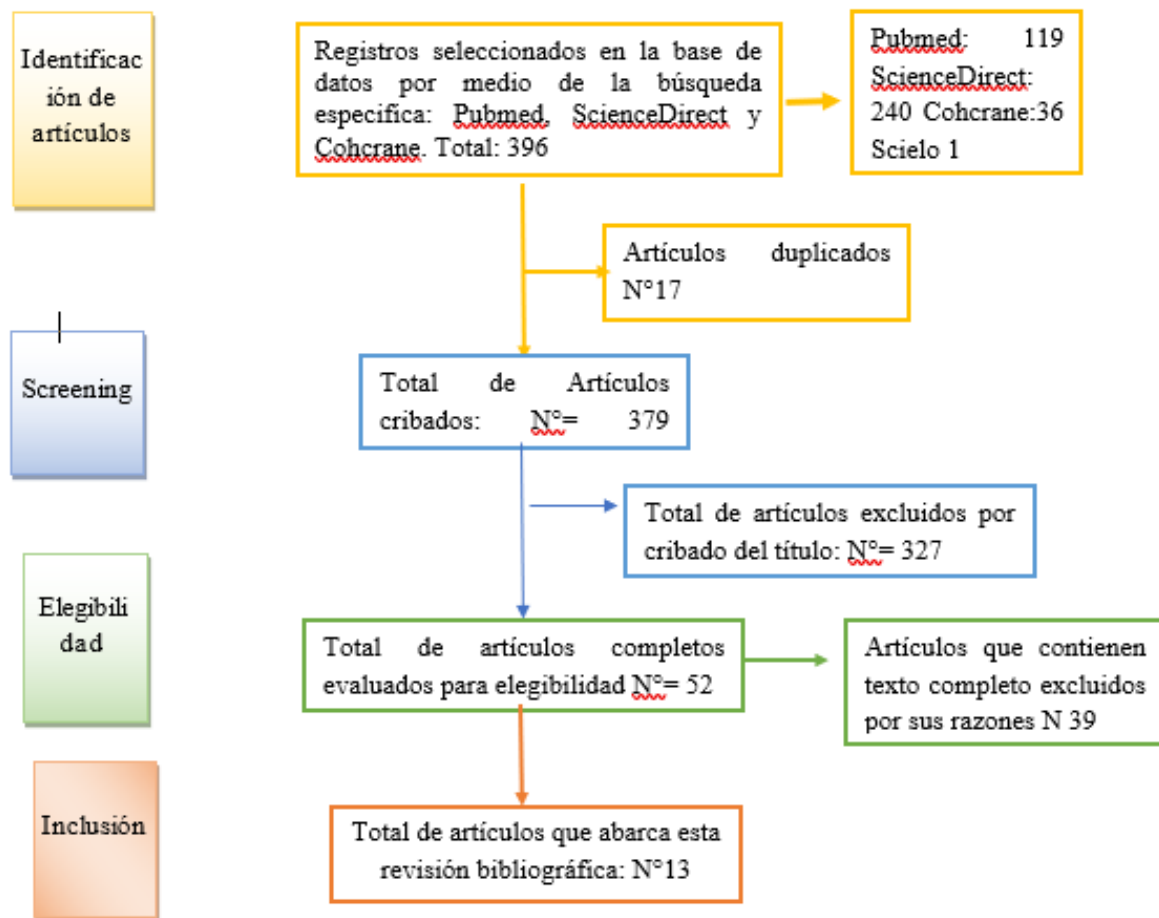 Identificac
ión de
artículos
Registros seleccionados en la base de
datos por medio de la búsqueda
especifica: Pubmed, ScienceDirect y
Cohcrane. Total: 396
Pubmed: 119
ScienceDirect:
240 Cohcrane:36
Scielo 1
Artículos duplicados
N°17
Screening
Total de Artículos
cribados: N°= 379
Total de artículos excluidos por
cribado del título: N°= 327
Elegibili
dad
Total de artículos completos
evaluados para elegibilidad N°= 52
Artículos que contienen
texto completo excluidos
por sus razones N 39
Inclusión
Total de artículos que abarca esta
revisión bibliográfica: N°13